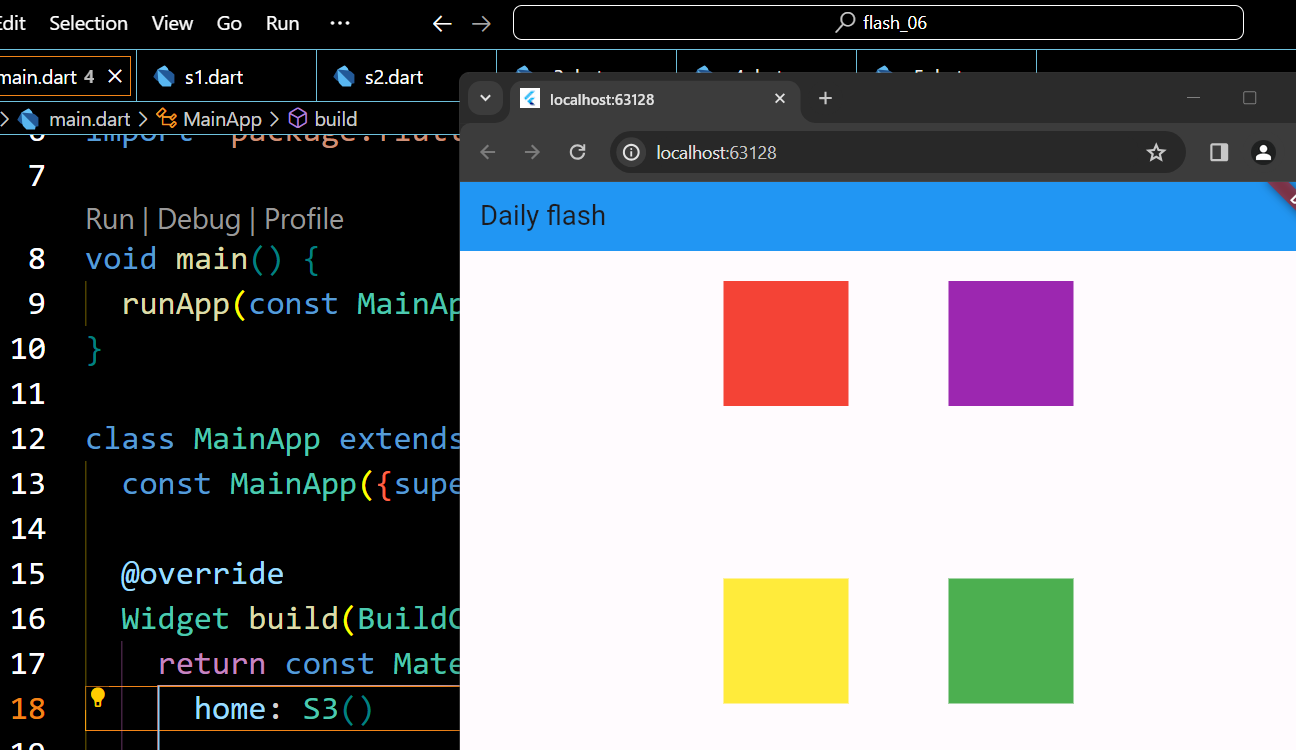 Edit Selection View Go Run ··· flash_06
main.dart 4 s1.dart s2.dart
main.dart MainApp build
7
Run | Debug | Profile
8 void main() {
9 runApp(const MainAp
10 }
11
12 class MainApp extends
13 const MainApp({supe
14
15 @override
16 Widget build(BuildC
17 return const Mate
18 home: S3()
localhost:63128
localhost:63128
Daily flash